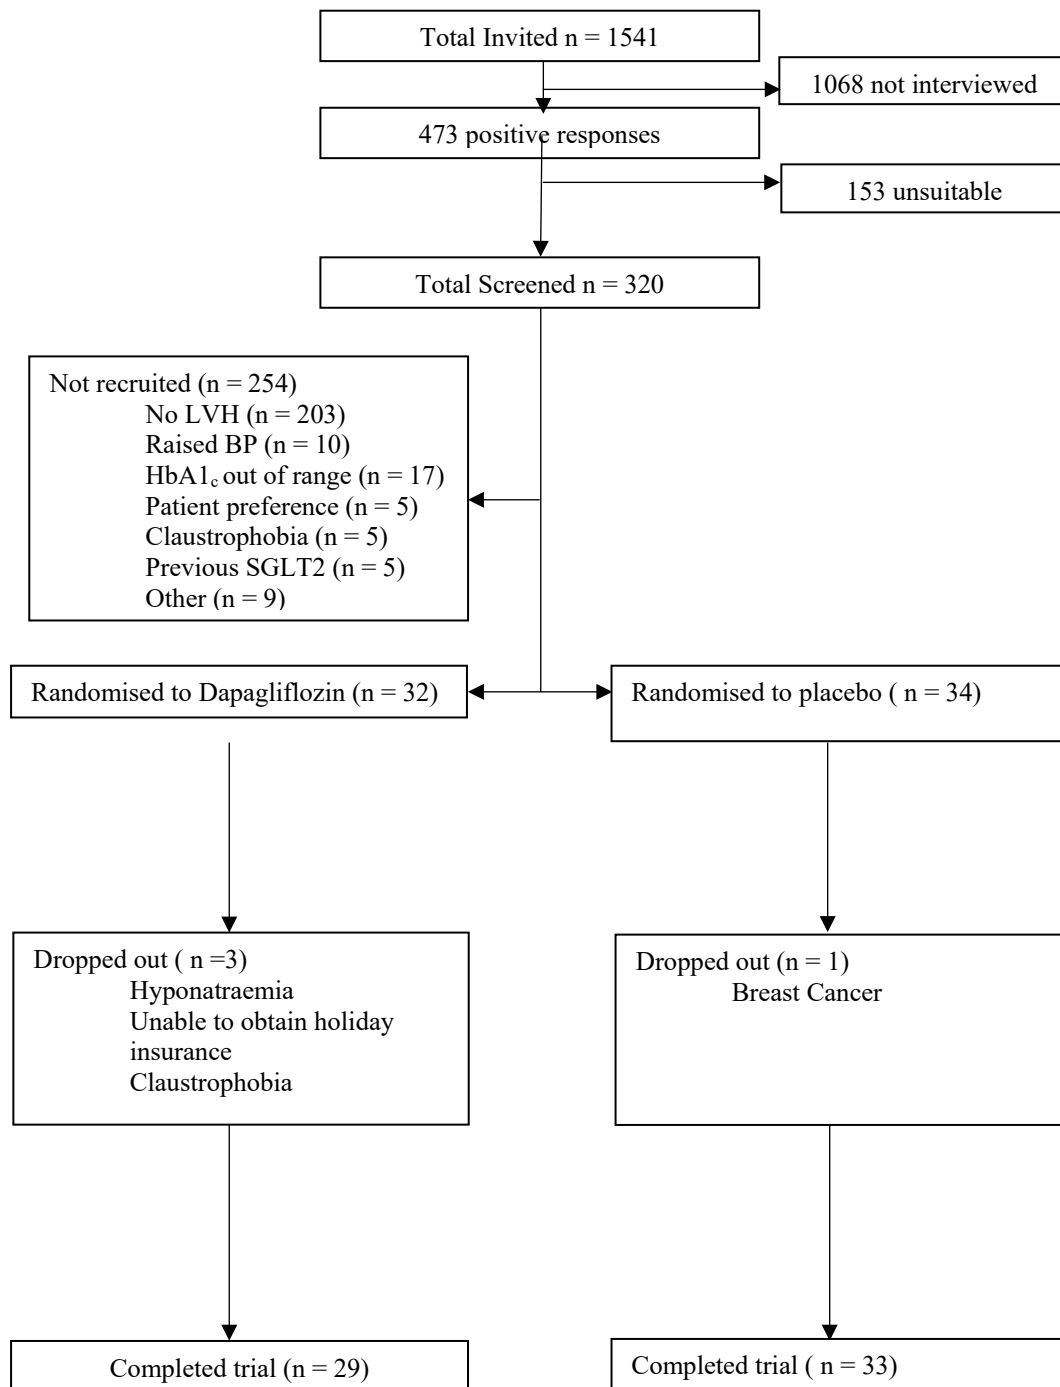 Total Invited n = 1541
1068 not interviewed
473 positive responses
153 unsuitable
Total Screened n = 320
Not recruited (n = 254)
No LVH (n = 203)
Raised BP (n = 10)
HbA1c out of range (n = 17)
Patient preference (n = 5)
Claustrophobia (n = 5)
Previous SGLT2 (n = 5)
Other (n = 9)
Randomised to Dapagliflozin (n = 32)
Randomised to placebo ( n = 34)
Dropped out ( n =3)
Hyponatraemia
Unable to obtain holiday
insurance
Claustrophobia
Dropped out (n = 1)
Breast Cancer
Completed trial (n = 29)
Completed trial ( n = 33)